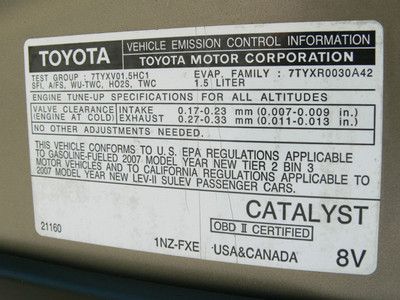 TOYOTA
VEHICLE EMISSION CONTROL INFORMATION
TOYOTA MOTOR CORPORATION
TEST GROUP : 7TYXV01.5HC1 EVAP. FAMILY : 7TYXR0030A42
SFI, A/FS, WU-TWC, HO2S, TWC 1.5 LITER
ENGINE TUNE-UP SPECIFICATIONS FOR ALL ALTITUDES
VALVE CLEARANCE INTAKE 0.17-0.23 mm (0.007-0.009 in.)
(ENGINE AT COLD) EXHAUST 0.27-0.33 mm (0.011-0.013 in.)
THIS VEHICLE CONFORMS TO U.S. EPA REGULATIONS APPLICABLE
TO GASOLINE-FUELED 2007 MODEL YEAR NEW TIER 2 BIN 3
MOTOR VEHICLES AND TO CALIFORNIA REGULATIONS APPLICABLE TO
2007 MODEL YEAR NEW LEV-II SULEV PASSENGER CARS.
CATALYST
OBD II CERTIFIED
21160 1NZ-FXE USA&CANADA 8V